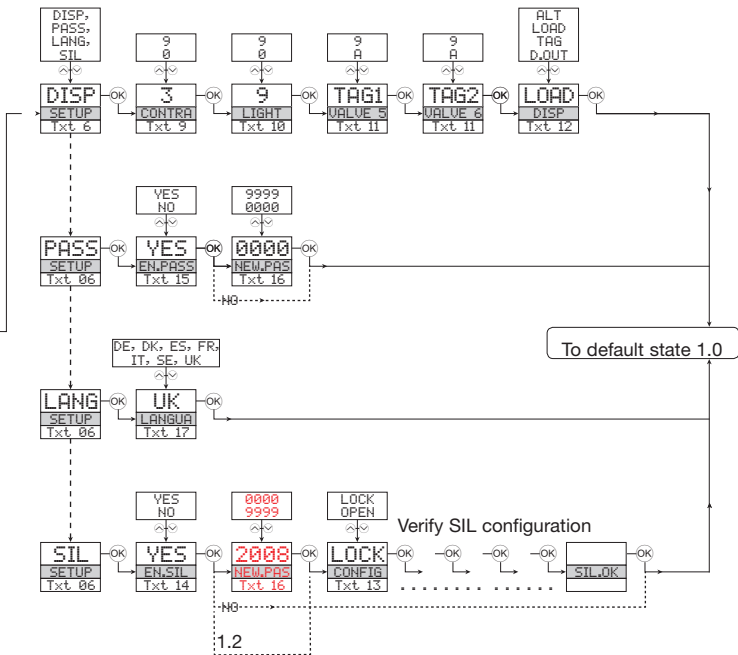 DISP,
PASS,
LANG,
SIL
9
0
9
0
9
A
9
A
ALT
LOAD
TAG
D.OUT
DISP OK 3 OK 9 OK TAG1 OK TAG2 OK LOAD OK
SETUP CONTRA LIGHT VALVE 5 VALVE 6 DISP
Txt 6 Txt 9 Txt 10 Txt 11 Txt 11 Txt 12
YES
NO
9999
0000
PASS OK YES OK 0000 OK
SETUP EN.PASS NEW.PAS
Txt 06 Txt 15 Txt 16
NO
To default state 1.0
DE, DK, ES, FR,
IT, SE, UK
LANG OK UK OK
SETUP LANGUA
Txt 06 Txt 17
YES
NO
0000
9999
LOCK
OPEN
Verify SIL configuration
SIL OK YES OK 2008 OK LOCK OK OK OK OK OK
SETUP EN.SIL NEW.PAS CONFIG SIL.OK
Txt 06 Txt 14 Txt 16 Txt 13
NO
1.2